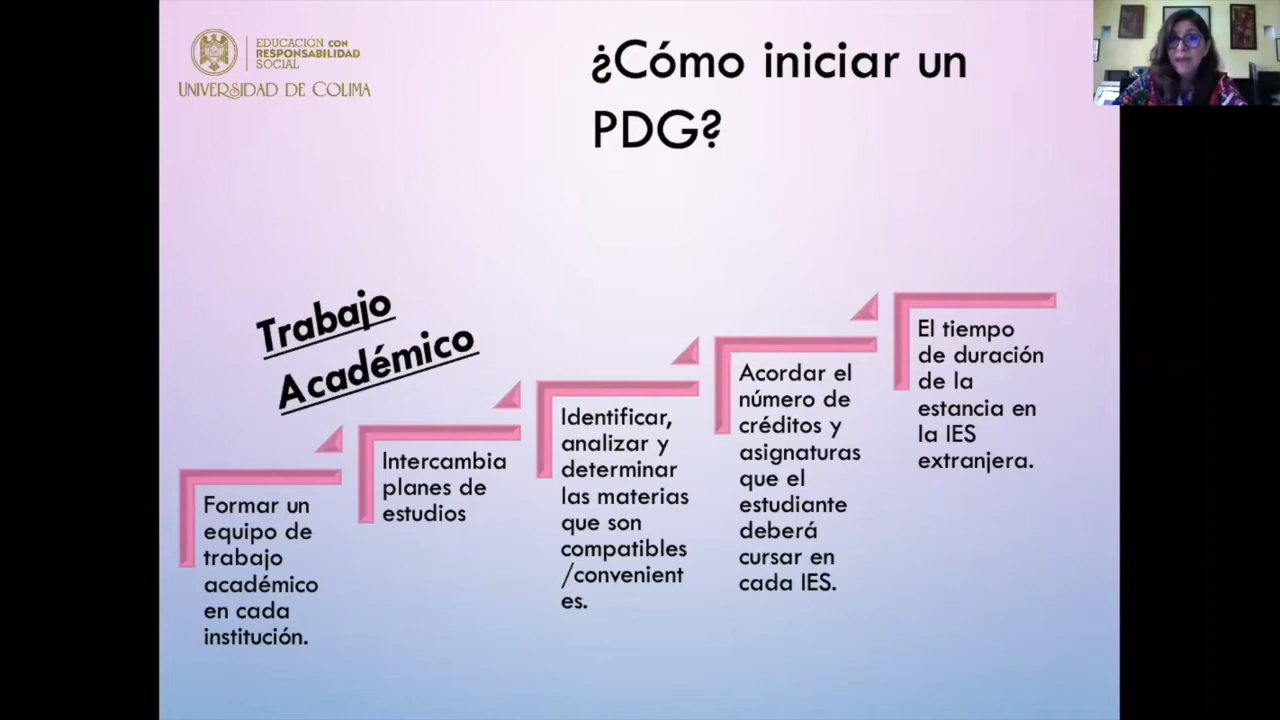 EDUCACIÓN CON
RESPONSABILIDAD
SOCIAL
UNIVERSIDAD DE COLIMA
¿Cómo iniciar un
PDG?
Trabajo
Académico
Formar un
equipo de
trabajo
académico
en cada
institución.
Intercambia
planes de
estudios
Identificar,
analizar y
determinar
las materias
que son
compatibles
/convenient
es.
Acordar el
número de
créditos y
asignaturas
que el
estudiante
deberá
cursar en
cada IES.
El tiempo
de duración
de la
estancia en
la IES
extranjera.